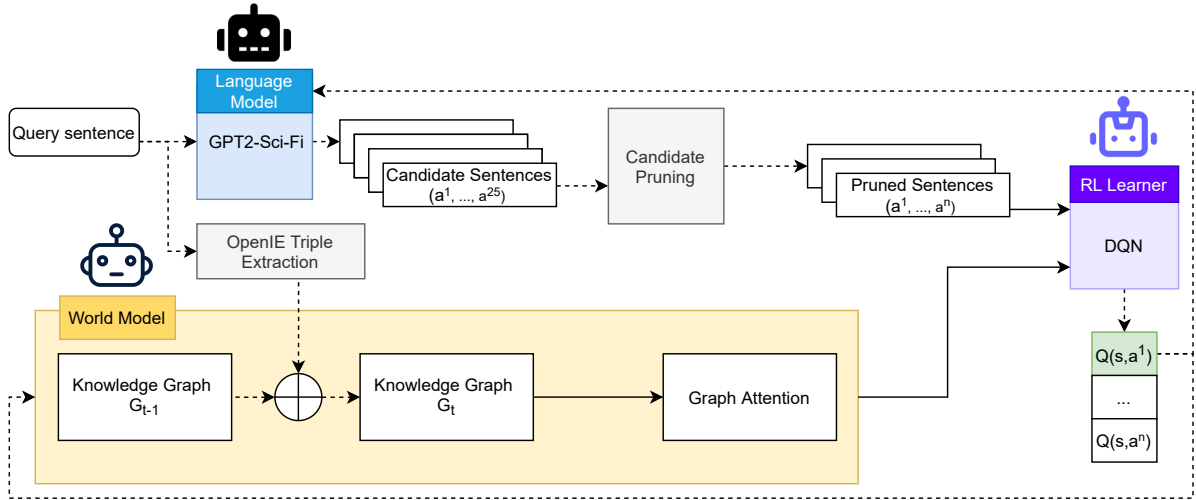 Language
Model
Query sentence
GPT2-Sci-Fi
Candidate Sentences
(a¹, ..., a²⁵)
Candidate
Pruning
Pruned Sentences
(a¹, ..., aⁿ)
RL Learner
DQN
OpenIE Triple
Extraction
World Model
Knowledge Graph
Gₜ₋₁
Knowledge Graph
Gₜ
Graph Attention
Q(s,a¹)
...
Q(s,aⁿ)